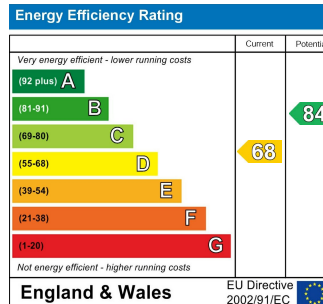 Energy Efficiency Rating
Current Potentia
Very energy efficient - lower running costs
(92 plus) A
(81-91) B
84
(69-80) C
68
(55-68) D
(39-54) E
(21-38) F
(1-20) G
Not energy efficient - higher running costs
England & Wales
EU Directive
2002/91/EC